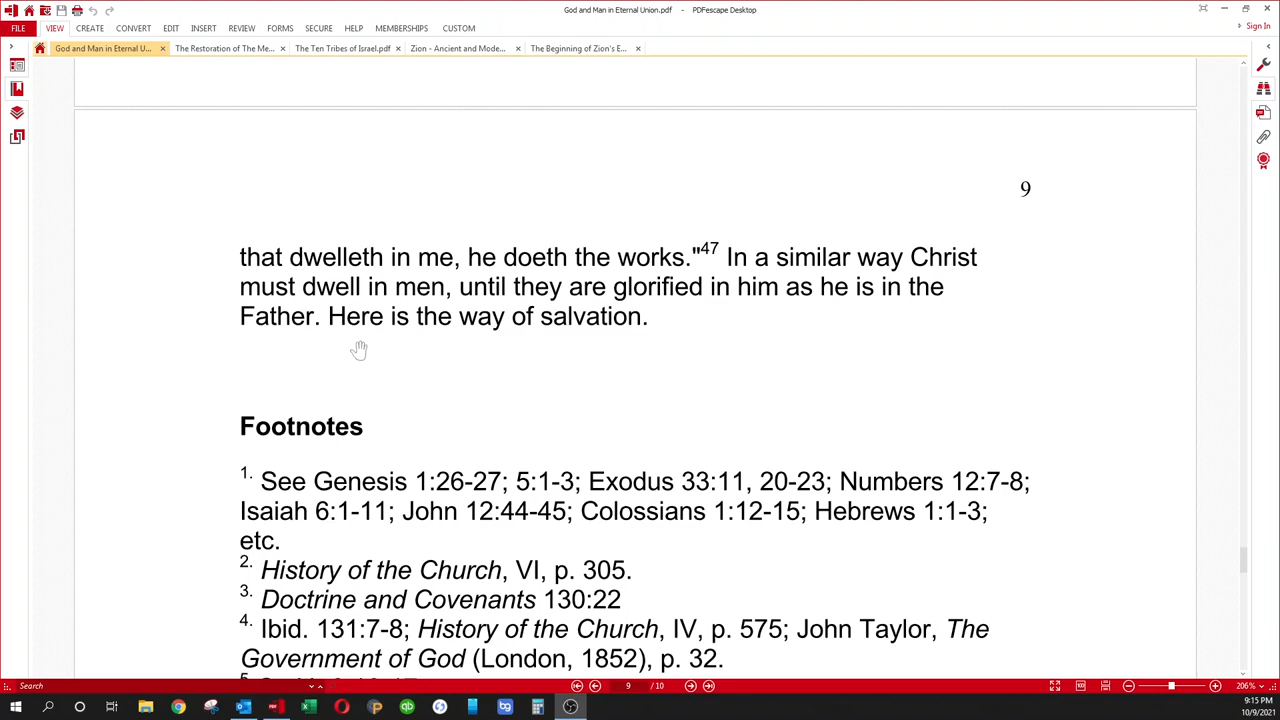 God and Man in Eternal Union.pdf - PDFescape Desktop
Sign In
FILE VIEW CREATE CONVERT EDIT INSERT REVIEW FORMS SECURE HELP MEMBERSHIPS CUSTOM
God and Man in Eternal U... The Restoration of The Me... The Ten Tribes of Israel.pdf Zion - Ancient and Mode... The Beginning of Zion's E...
9
that dwelleth in me, he doeth the works."47 In a similar way Christ
must dwell in men, until they are glorified in him as he is in the
Father. Here is the way of salvation.
Footnotes
1. See Genesis 1:26-27; 5:1-3; Exodus 33:11, 20-23; Numbers 12:7-8;
Isaiah 6:1-11; John 12:44-45; Colossians 1:12-15; Hebrews 1:1-3;
etc.
2. History of the Church, VI, p. 305.
3. Doctrine and Covenants 130:22
4. Ibid. 131:7-8; History of the Church, IV, p. 575; John Taylor, The
Government of God (London, 1852), p. 32.
Search 9 / 10 206%
9:15 PM
10/9/2021